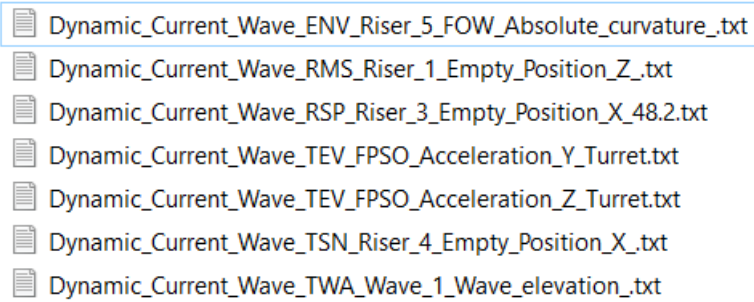 Dynamic_Current_Wave_ENV_Riser_5_FOW_Absolute_curvature_.txt
Dynamic_Current_Wave_RMS_Riser_1_Empty_Position_Z_.txt
Dynamic_Current_Wave_RSP_Riser_3_Empty_Position_X_48.2.txt
Dynamic_Current_Wave_TEV_FPSO_Acceleration_Y_Turret.txt
Dynamic_Current_Wave_TEV_FPSO_Acceleration_Z_Turret.txt
Dynamic_Current_Wave_TSN_Riser_4_Empty_Position_X_.txt
Dynamic_Current_Wave_TWA_Wave_1_Wave_elevation_.txt